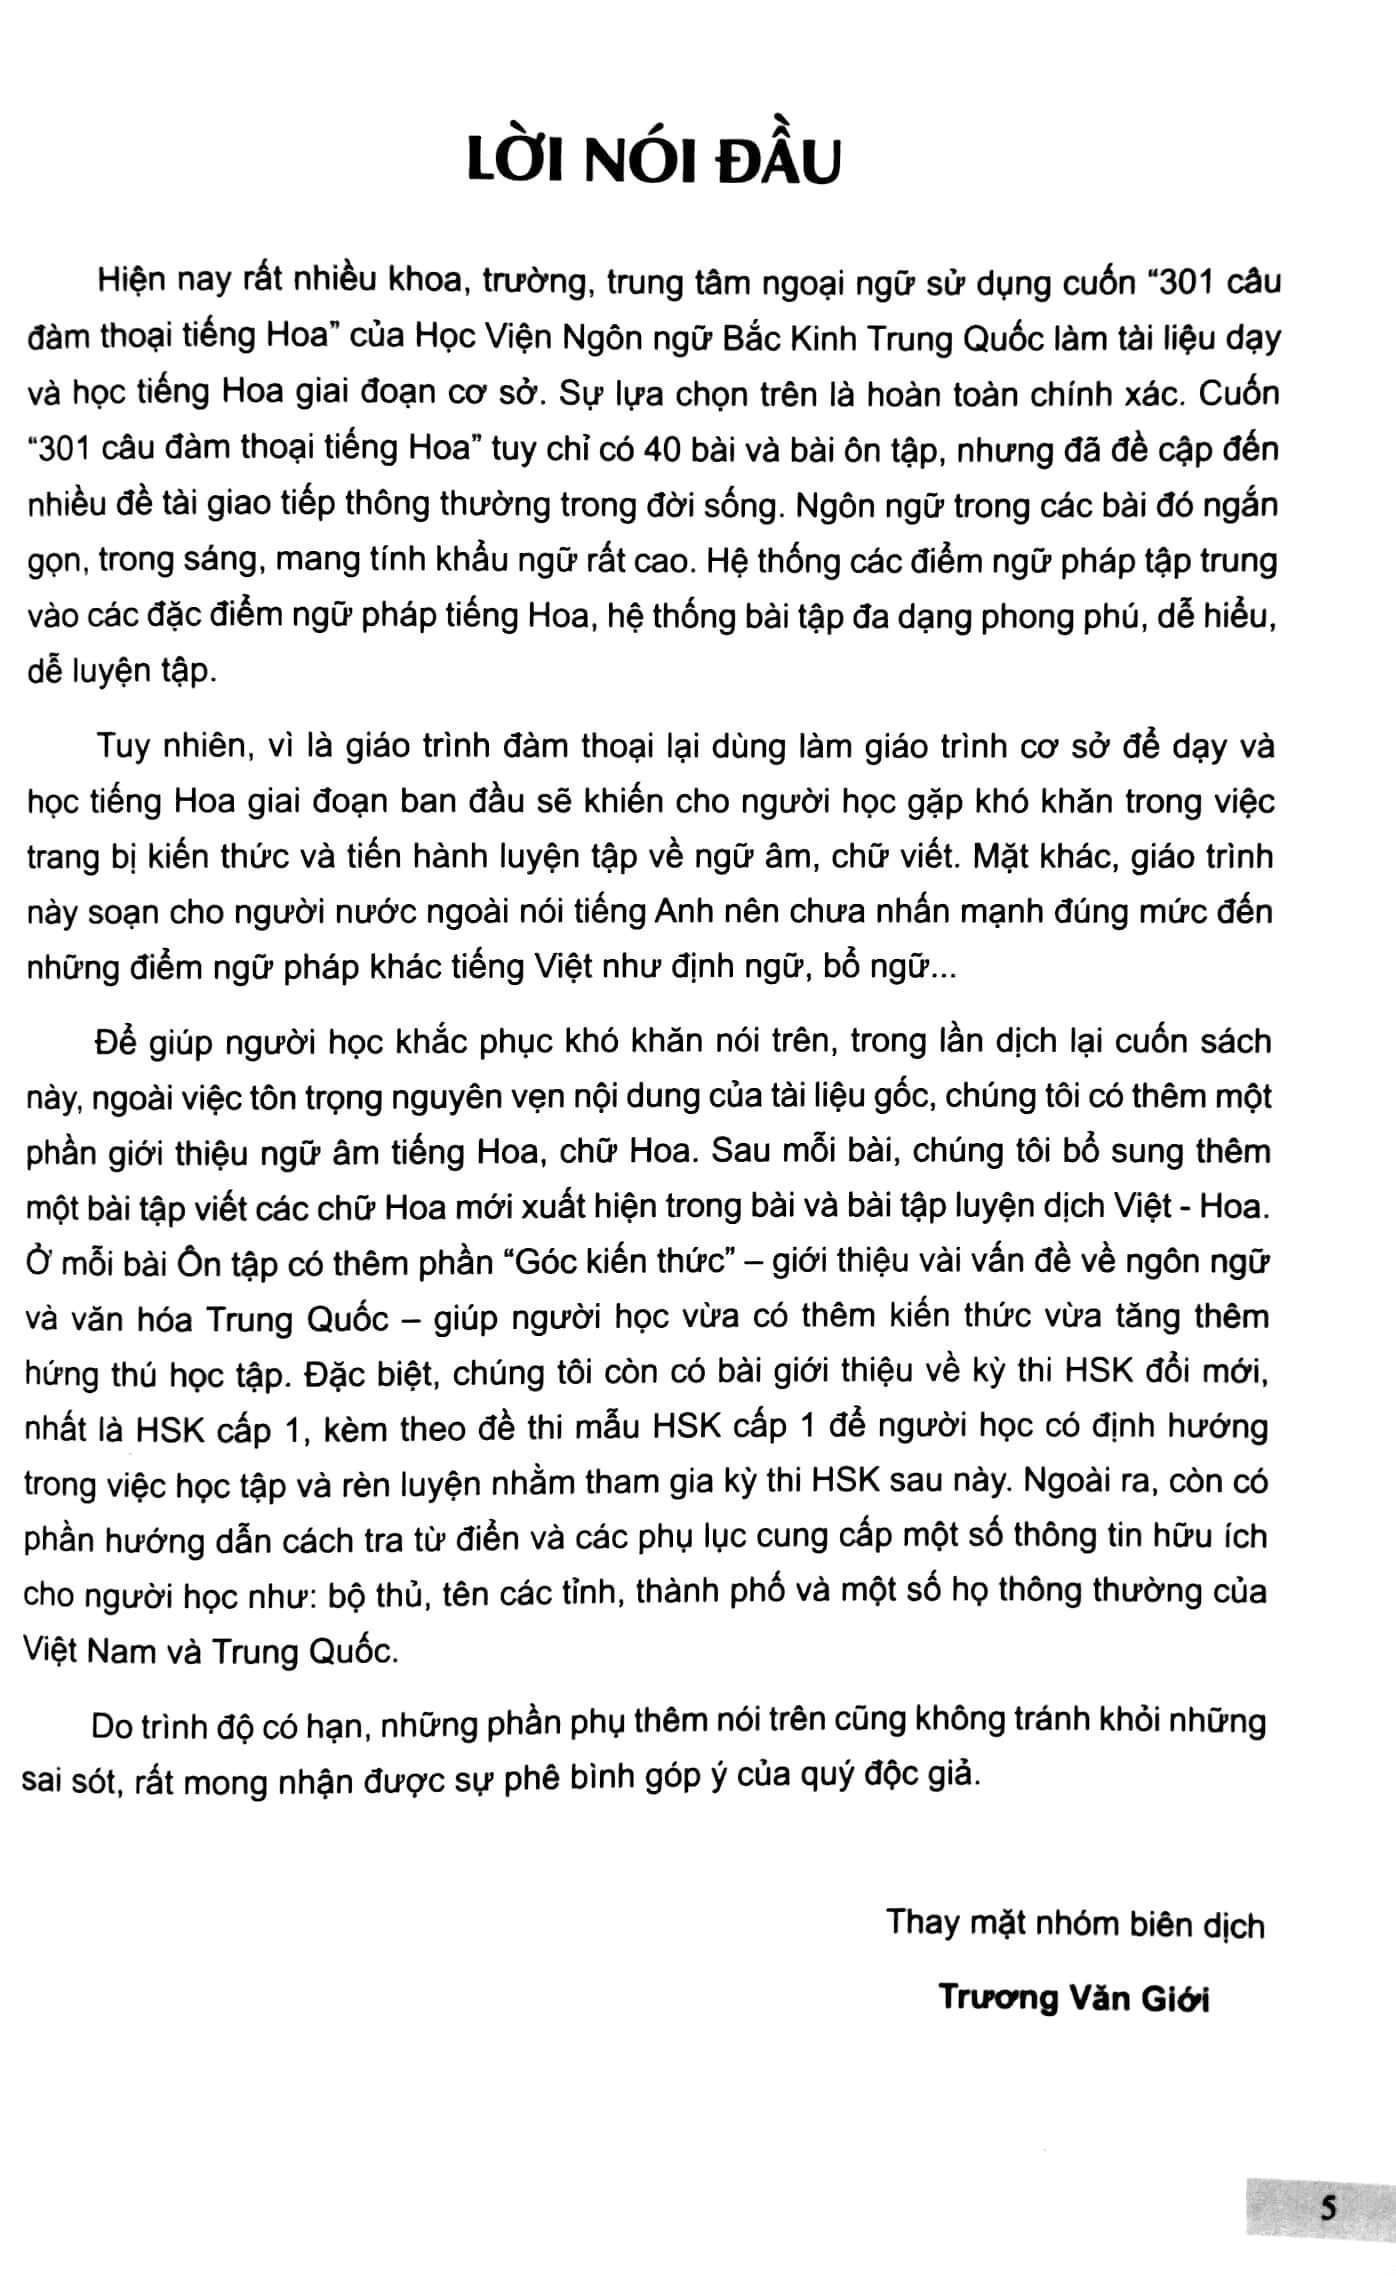 LỜI NÓI ĐẦU
Hiện nay rất nhiều khoa, trường, trung tâm ngoại ngữ sử dụng cuốn “301 câu
đàm thoại tiếng Hoa” của Học Viện Ngôn ngữ Bắc Kinh Trung Quốc làm tài liệu dạy
và học tiếng Hoa giai đoạn cơ sở. Sự lựa chọn trên là hoàn toàn chính xác. Cuốn
“301 câu đàm thoại tiếng Hoa” tuy chỉ có 40 bài và bài ôn tập, nhưng đã đề cập đến
nhiều đề tài giao tiếp thông thường trong đời sống. Ngôn ngữ trong các bài đó ngắn
gọn, trong sáng, mang tính khẩu ngữ rất cao. Hệ thống các điểm ngữ pháp tập trung
vào các đặc điểm ngữ pháp tiếng Hoa, hệ thống bài tập đa dạng phong phú, dễ hiểu,
dễ luyện tập.
Tuy nhiên, vì là giáo trình đàm thoại lại dùng làm giáo trình cơ sở để dạy và
học tiếng Hoa giai đoạn ban đầu sẽ khiến cho người học gặp khó khăn trong việc
trang bị kiến thức và tiến hành luyện tập về ngữ âm, chữ viết. Mặt khác, giáo trình
này soạn cho người nước ngoài nói tiếng Anh nên chưa nhấn mạnh đúng mức đến
những điểm ngữ pháp khác tiếng Việt như định ngữ, bổ ngữ...
Để giúp người học khắc phục khó khăn nói trên, trong lần dịch lại cuốn sách
này, ngoài việc tôn trọng nguyên vẹn nội dung của tài liệu gốc, chúng tôi có thêm một
phần giới thiệu ngữ âm tiếng Hoa, chữ Hoa. Sau mỗi bài, chúng tôi bổ sung thêm
một bài tập viết các chữ Hoa mới xuất hiện trong bài và bài tập luyện dịch Việt - Hoa.
Ở mỗi bài Ôn tập có thêm phần “Góc kiến thức” – giới thiệu vài vấn đề về ngôn ngữ
và văn hóa Trung Quốc – giúp người học vừa có thêm kiến thức vừa tăng thêm
hứng thú học tập. Đặc biệt, chúng tôi còn có bài giới thiệu về kỳ thi HSK đổi mới,
nhất là HSK cấp 1, kèm theo đề thi mẫu HSK cấp 1 để người học có định hướng
trong việc học tập và rèn luyện nhằm tham gia kỳ thi HSK sau này. Ngoài ra, còn có
phần hướng dẫn cách tra từ điển và các phụ lục cung cấp một số thông tin hữu ích
cho người học như: bộ thủ, tên các tỉnh, thành phố và một số họ thông thường của
Việt Nam và Trung Quốc.
Do trình độ có hạn, những phần phụ thêm nói trên cũng không tránh khỏi những
sai sót, rất mong nhận được sự phê bình góp ý của quý độc giả.
Thay mặt nhóm biên dịch
Trương Văn Giới
5